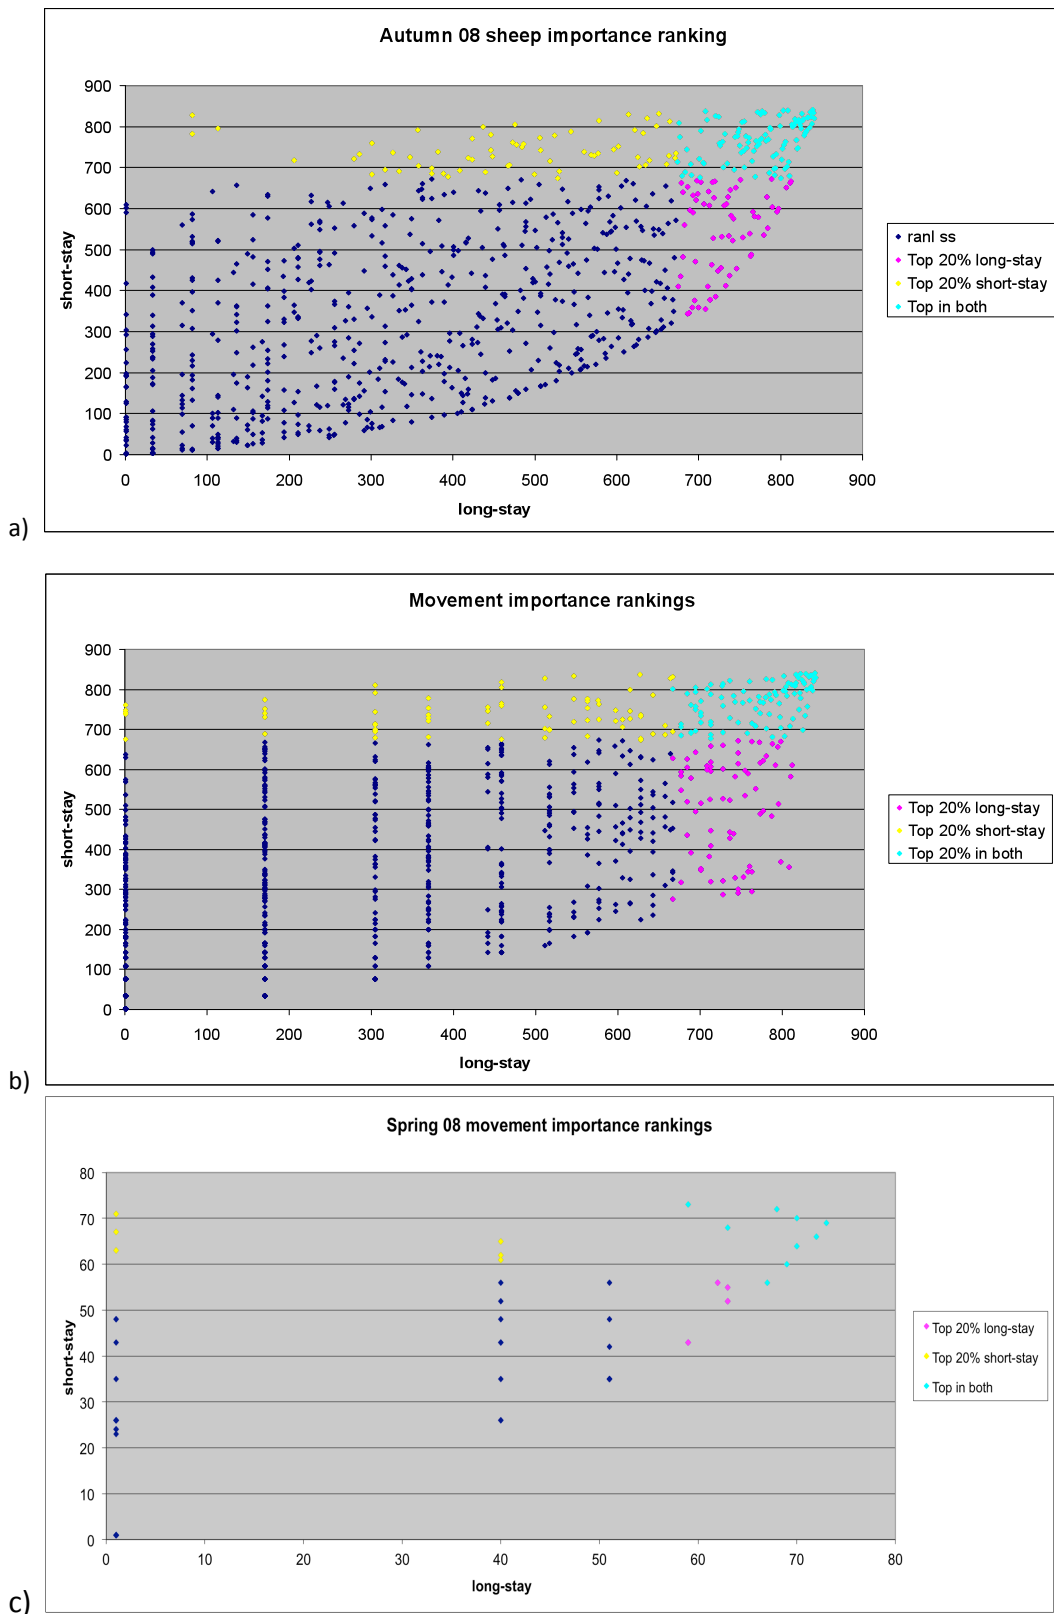 Autumn 08 sheep importance ranking
900
800
700
600
500
400
300
200
100
0
short-stay
0 100 200 300 400 500 600 700 800 900
long-stay
ranl ss
Top 20% long-stay
Top 20% short-stay
Top in both
a)
Movement importance rankings
900
800
700
600
500
400
300
200
100
0
short-stay
0 100 200 300 400 500 600 700 800 900
long-stay
Top 20% long-stay
Top 20% short-stay
Top 20% in both
b)
Spring 08 movement importance rankings
80
70
60
50
40
30
20
10
0
short-stay
0 10 20 30 40 50 60 70 80
long-stay
Top 20% long-stay
Top 20% short-stay
Top in both
c)